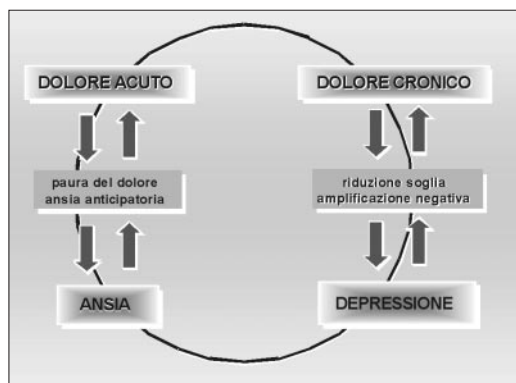 DOLORE ACUTO
DOLORE CRONICO
paura del dolore
ansia anticipatoria
riduzione soglia
amplificazione negativa
ANSIA
DEPRESSIONE